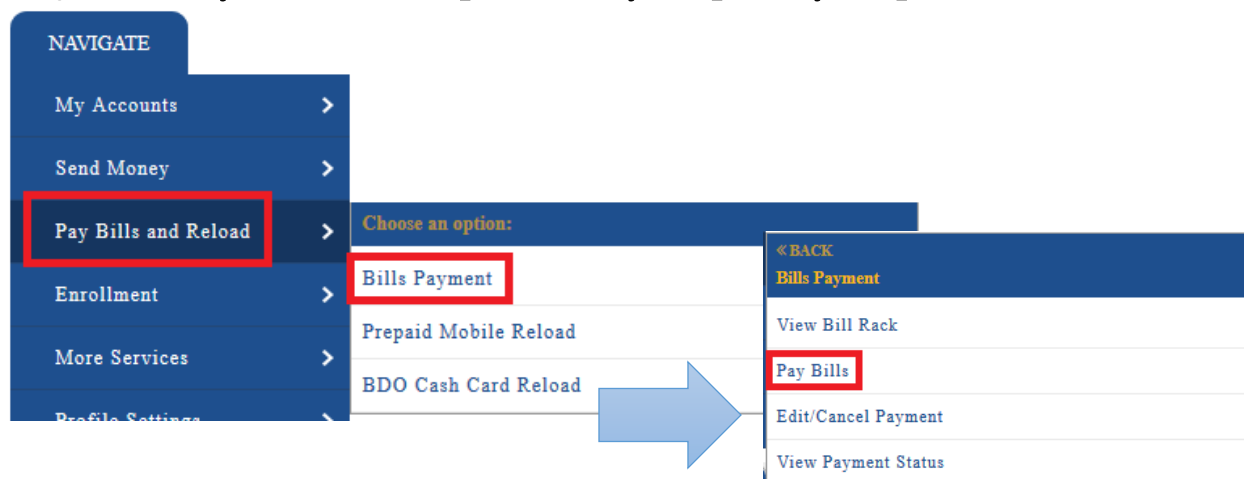 NAVIGATE
My Accounts
Send Money
Pay Bills and Reload
Enrollment
More Services
Profile Settings
Choose an option:
Bills Payment
Prepaid Mobile Reload
BDO Cash Card Reload
«BACK
Bills Payment
View Bill Rack
Pay Bills
Edit/Cancel Payment
View Payment Status